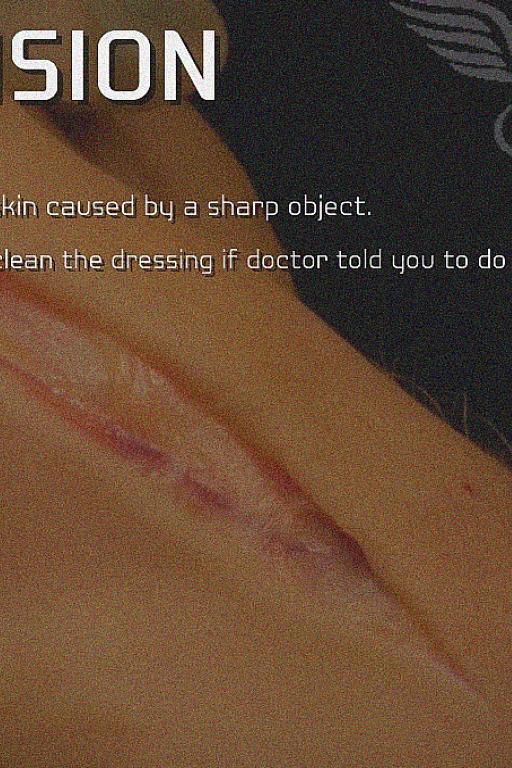 SION
kin caused by a sharp object.
clean the dressing if doctor told you to do